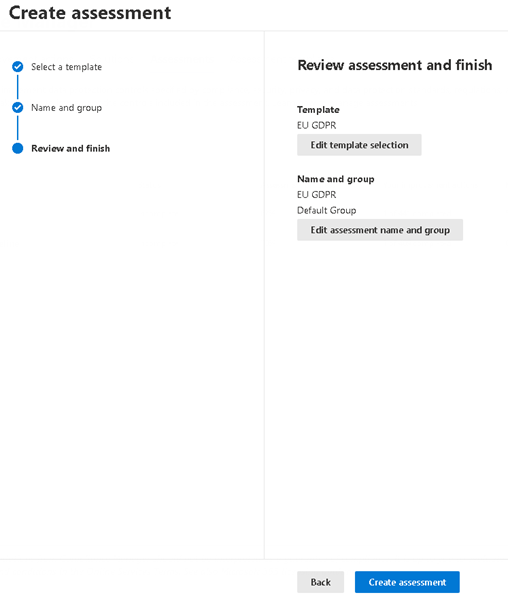 Create assessment
Select a template
Name and group
Review and finish
Review assessment and finish
Template
EU GDPR
Edit template selection
Name and group
EU GDPR
Default Group
Edit assessment name and group
Back
Create assessment